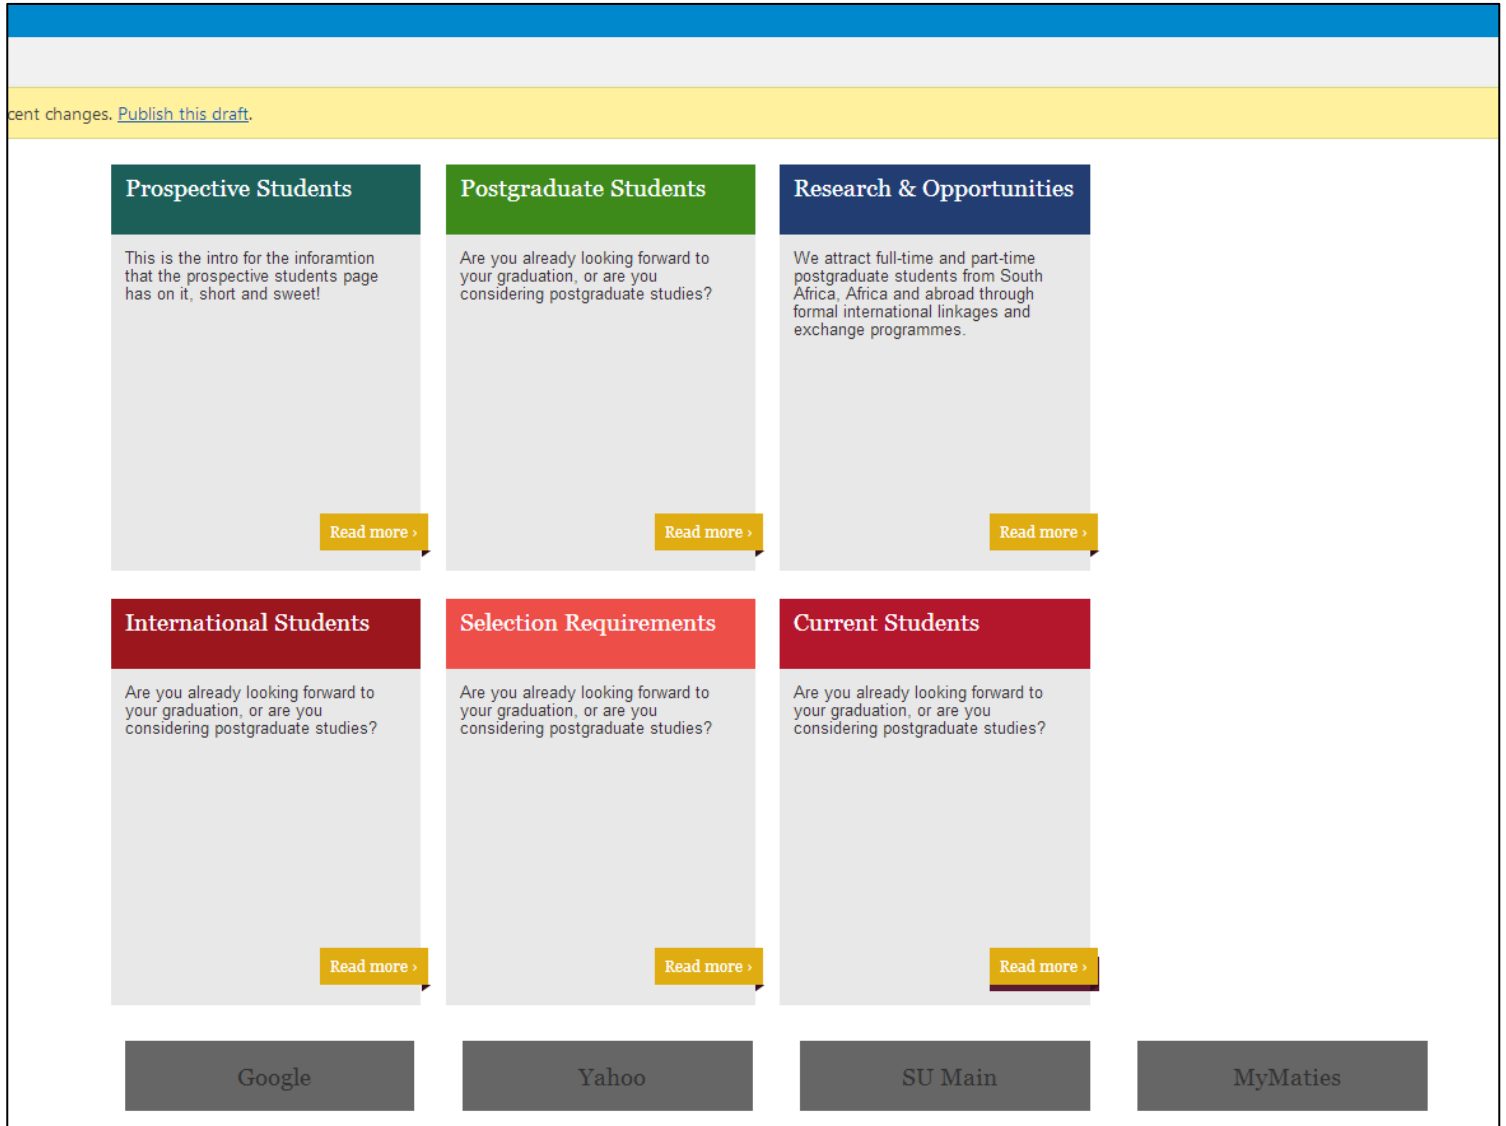 cent changes. Publish this draft.
Prospective Students
This is the intro for the inforamtion
that the prospective students page
has on it, short and sweet!
Read more ›
Postgraduate Students
Are you already looking forward to
your graduation, or are you
considering postgraduate studies?
Read more ›
Research & Opportunities
We attract full-time and part-time
postgraduate students from South
Africa, Africa and abroad through
formal international linkages and
exchange programmes.
Read more ›
International Students
Are you already looking forward to
your graduation, or are you
considering postgraduate studies?
Read more ›
Selection Requirements
Are you already looking forward to
your graduation, or are you
considering postgraduate studies?
Read more ›
Current Students
Are you already looking forward to
your graduation, or are you
considering postgraduate studies?
Read more ›
Google
Yahoo
SU Main
MyMaties